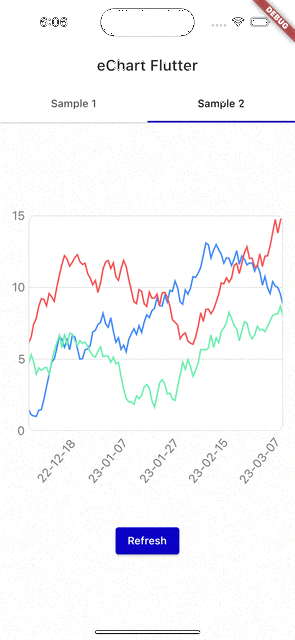 6:06
DEBUG
eChart Flutter
Sample 1
Sample 2
15
10
5
0
22-12-18
23-01-07
23-01-27
23-02-15
23-03-07
Refresh